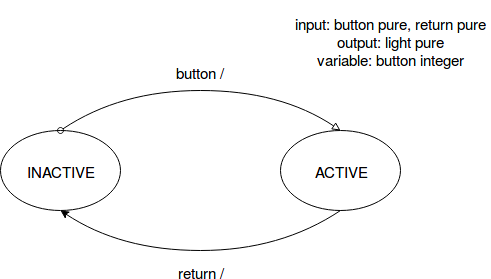 input: button pure, return pure
output: light pure
variable: button integer
button /
INACTIVE
ACTIVE
return /